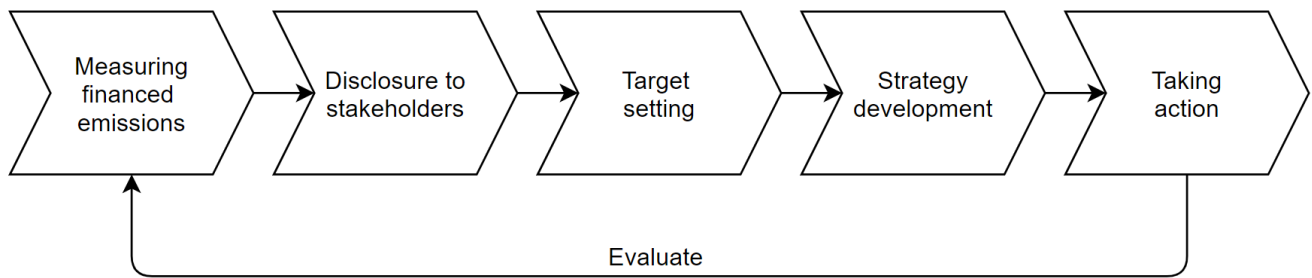 Measuring
financed
emissions
Disclosure to
stakeholders
Target
setting
Strategy
development
Taking
action
Evaluate